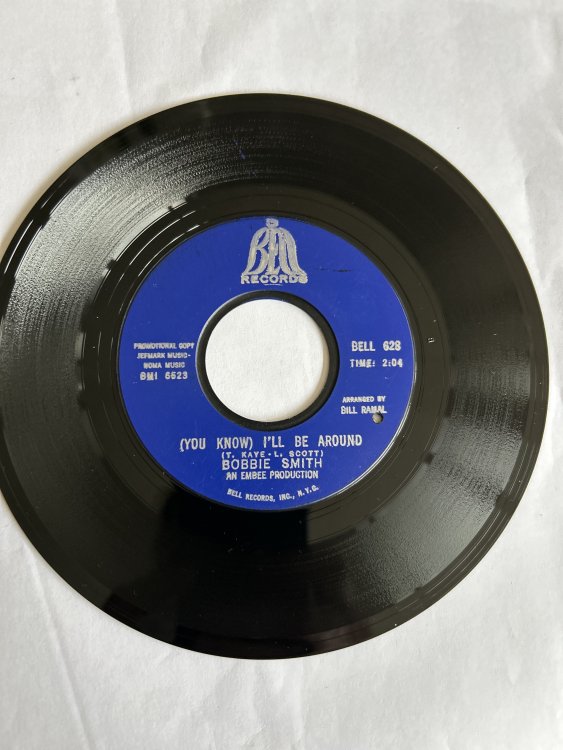 BELL
RECORDS
PROMOTIONAL COPY
JEFMARK MUSIC-
ROMA MUSIC
BMI 6623
BELL 628
TIME: 2:04
ARRANGED BY
BILL RAMAL
(YOU KNOW) I'LL BE AROUND
(T. KAYE - L. SCOTT)
BOBBIE SMITH
AN EMBEE PRODUCTION
BELL RECORDS, INC., N.Y.C.